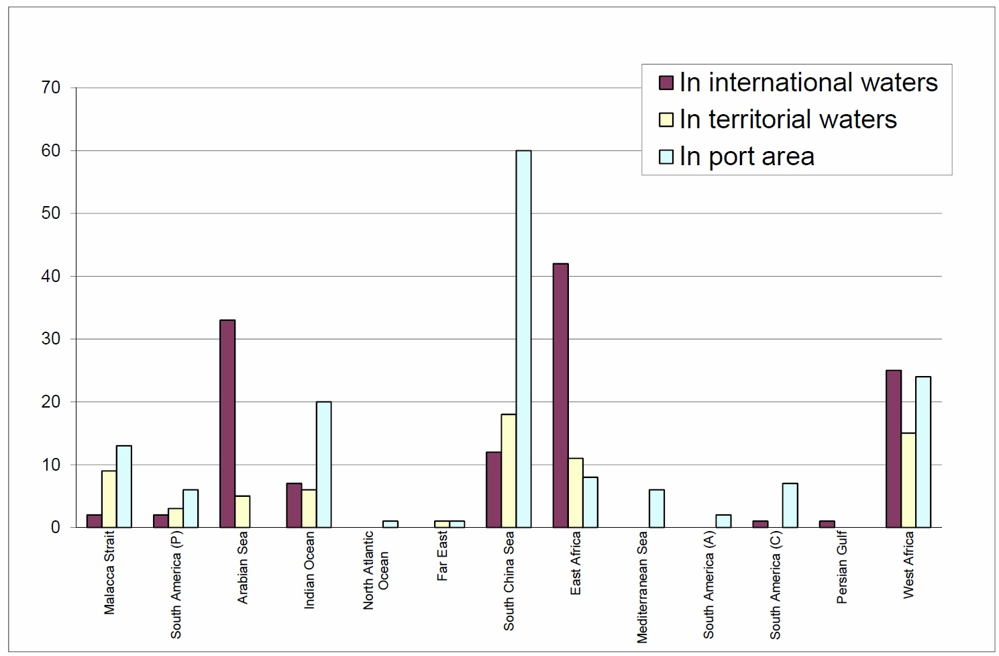 In international waters
In territorial waters
In port area
70
60
50
40
30
20
10
0
Malacca Strait
South America (P)
Arabian Sea
Indian Ocean
North Atlantic
Ocean
Far East
South China Sea
East Africa
Mediterranean Sea
South America (A)
South America (C)
Persian Gulf
West Africa